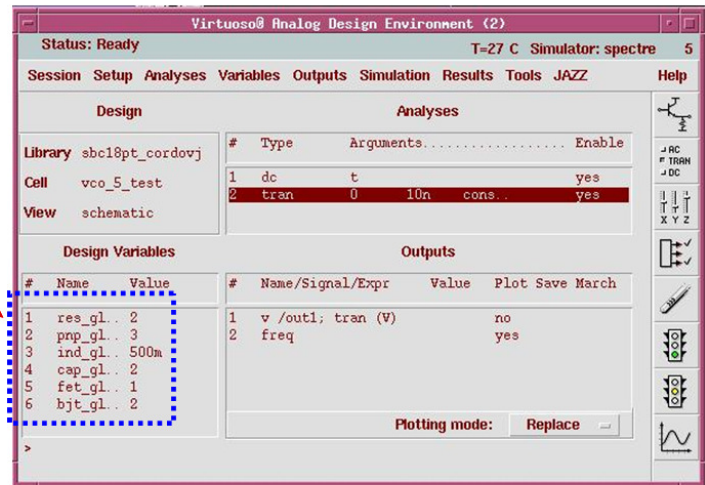 Virtuoso® Analog Design Environment (2)
Status: Ready T=27 C Simulator: spectre 5
Session Setup Analyses Variables Outputs Simulation Results Tools JAZZ Help
Design
Library sbc18pt_cordovj
Cell vco_5_test
View schematic
Analyses
# Type Arguments.................. Enable
1 dc t yes
2 tran 0 10n cons.. yes
Design Variables
# Name Value
1 res_gl.. 2
2 pnp_gl.. 3
3 ind_gl.. 500m
4 cap_gl.. 2
5 fet_gl.. 1
6 bjt_gl.. 2
Outputs
# Name/Signal/Expr Value Plot Save March
1 v /out1; tran (V) no
2 freq yes
Plotting mode: Replace
>
AC
TRAN
DC
X Y Z